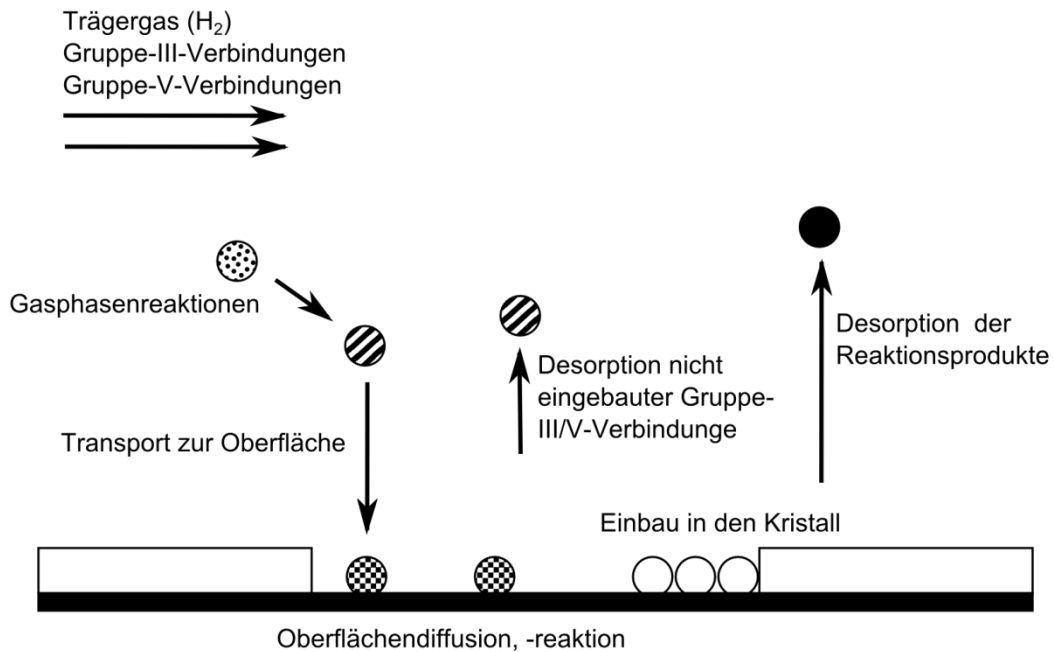 Trägergas (H₂)
Gruppe-III-Verbindungen
Gruppe-V-Verbindungen
Gasphasenreaktionen
Transport zur Oberfläche
Desorption nicht
eingebauter Gruppe-
III/V-Verbindunge
Desorption der
Reaktionsprodukte
Einbau in den Kristall
Oberflächendiffusion, -reaktion